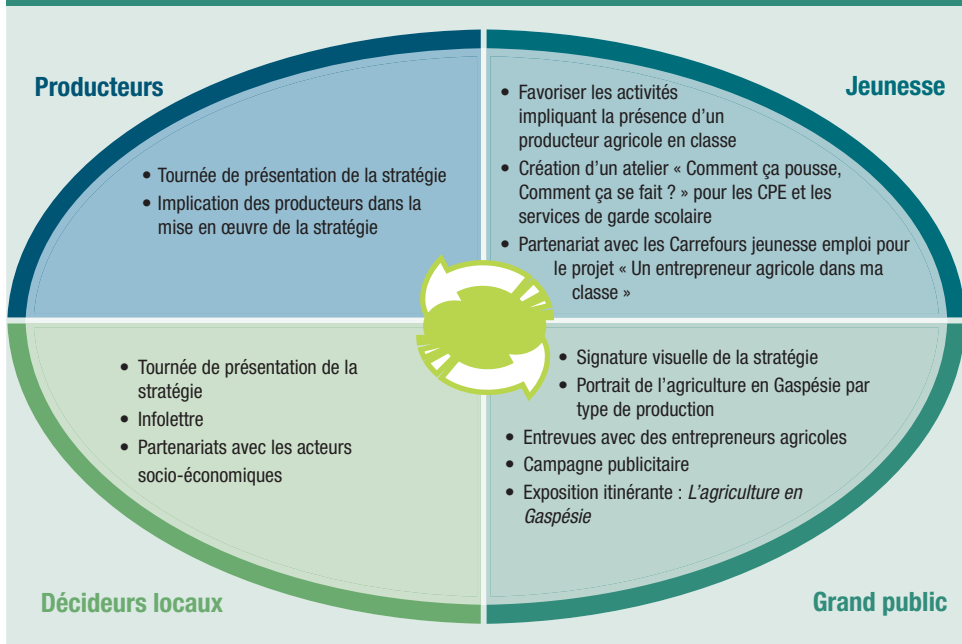 Producteurs
• Tournée de présentation de la stratégie
• Implication des producteurs dans la
mise en œuvre de la stratégie
Jeunesse
• Favoriser les activités
impliquant la présence d’un
producteur agricole en classe
• Création d’un atelier « Comment ça pousse,
Comment ça se fait ? » pour les CPE et les
services de garde scolaire
• Partenariat avec les Carrefours jeunesse emploi pour
le projet « Un entrepreneur agricole dans ma
classe »
• Tournée de présentation de la
stratégie
• Infolettre
• Partenariats avec les acteurs
socio-économiques
Décideurs locaux
• Signature visuelle de la stratégie
• Portrait de l’agriculture en Gaspésie par
type de production
• Entrevues avec des entrepreneurs agricoles
• Campagne publicitaire
• Exposition itinérante : L’agriculture en
Gaspésie
Grand public